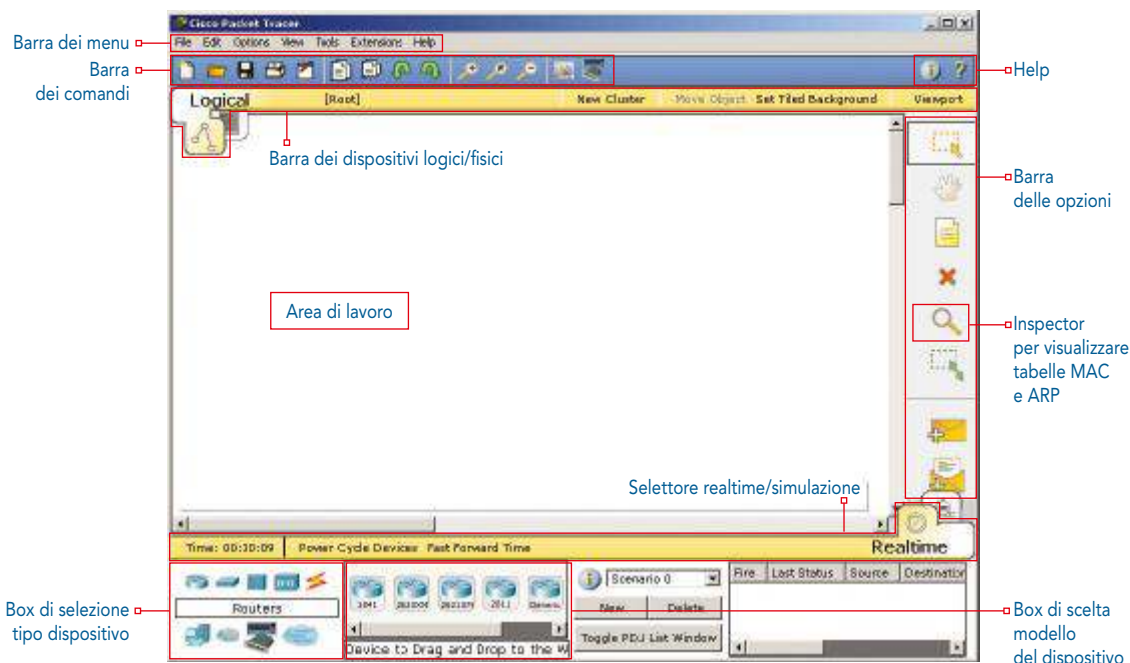 Cisco Packet Tracer
File Edit Options View Tools Extensions Help
Barra dei menu
Barra
dei comandi
Help
Logical
[Root]
New Cluster
Move Object
Set Tiled Background
Viewport
Barra dei dispositivi logici/fisici
Barra
delle opzioni
Area di lavoro
Inspector
per visualizzare
tabelle MAC
e ARP
Selettore realtime/simulazione
Time: 00:30:09
Power Cycle Devices Fast Forward Time
Realtime
Box di selezione
tipo dispositivo
Routers
1841
2811
Generic
Device to Drag and Drop to the W
Scenario 0
New
Delete
Toggle PDU List Window
Fire
Last Status
Source
Destination
Box di scelta
modello
del dispositivo